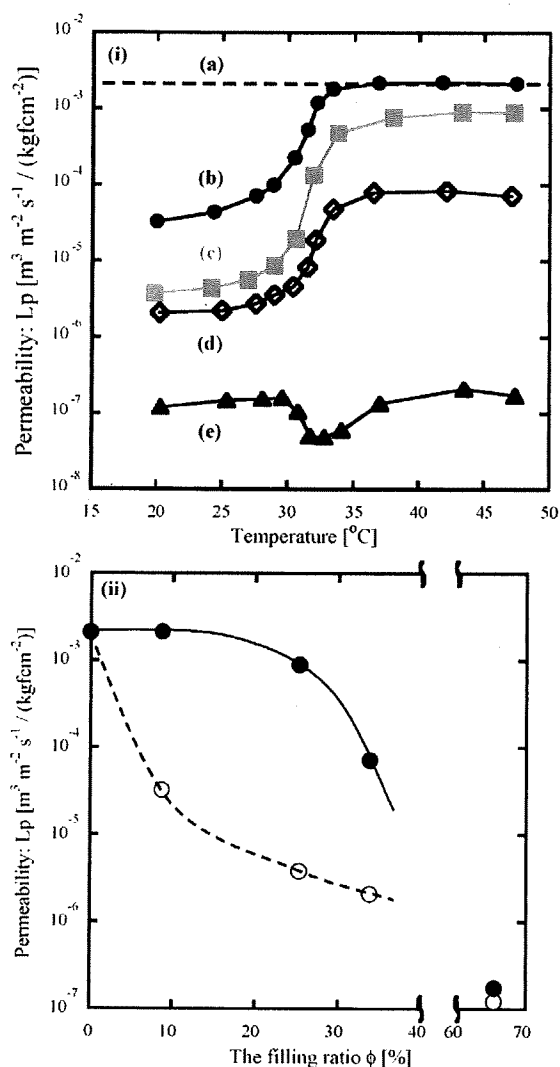 (i)
(a)
(b)
(c)
(d)
(e)
Permeability: Lp [m³ m⁻² s⁻¹ / (kgfcm⁻²)]
10⁻²
10⁻³
10⁻⁴
10⁻⁵
10⁻⁶
10⁻⁷
10⁻⁸
15 20 25 30 35 40 45 50
Temperature [°C]
(ii)
Permeability: Lp [m³ m⁻² s⁻¹ / (kgfcm⁻²)]
10⁻²
10⁻³
10⁻⁴
10⁻⁵
10⁻⁶
10⁻⁷
0 10 20 30 40 60 70
The filling ratio ϕ [%]